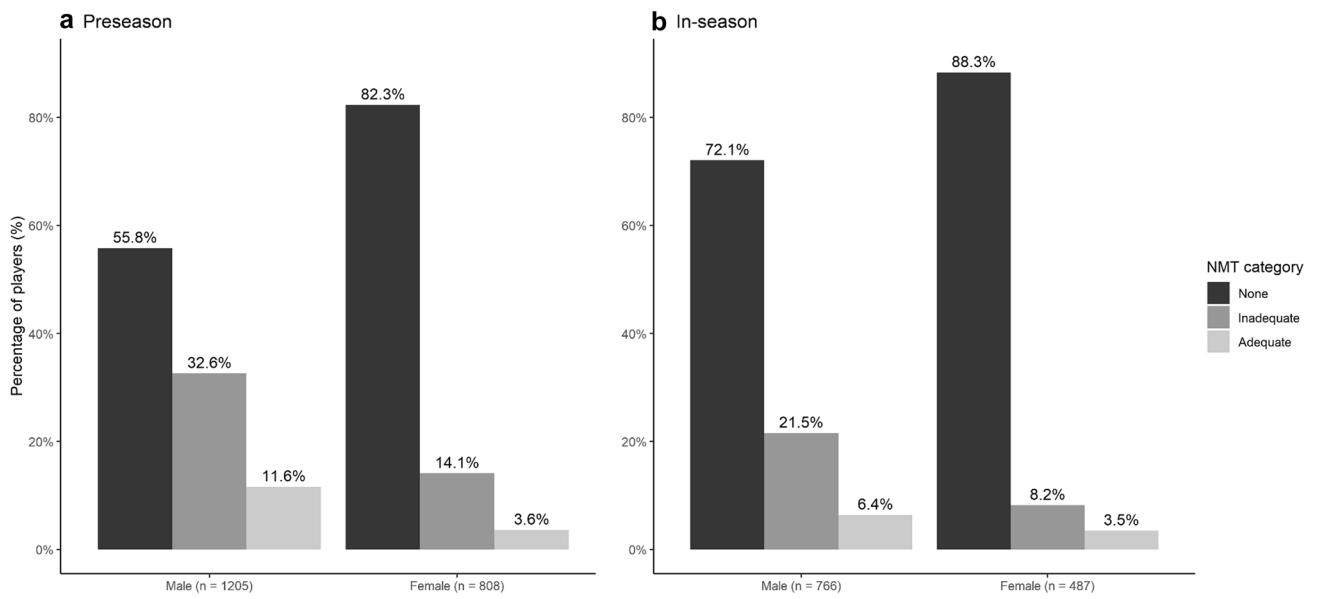 a Preseason
Percentage of players (%)
80%
60%
40%
20%
0%
55.8%
32.6%
11.6%
82.3%
14.1%
3.6%
Male (n = 1205)
Female (n = 808)
b In-season
80%
60%
40%
20%
0%
72.1%
21.5%
6.4%
88.3%
8.2%
3.5%
Male (n = 766)
Female (n = 487)
NMT category
None
Inadequate
Adequate